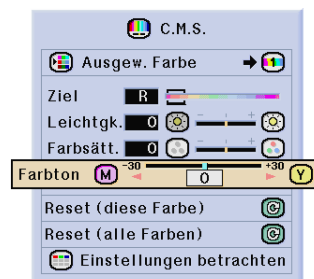 C.M.S.
Ausgew. Farbe 1
Ziel R
Leichtgk. 0 - +
Farbsätt. 0 - +
Farbton M -30 0 +30 Y
Reset (diese Farbe)
Reset (alle Farben)
Einstellungen betrachten